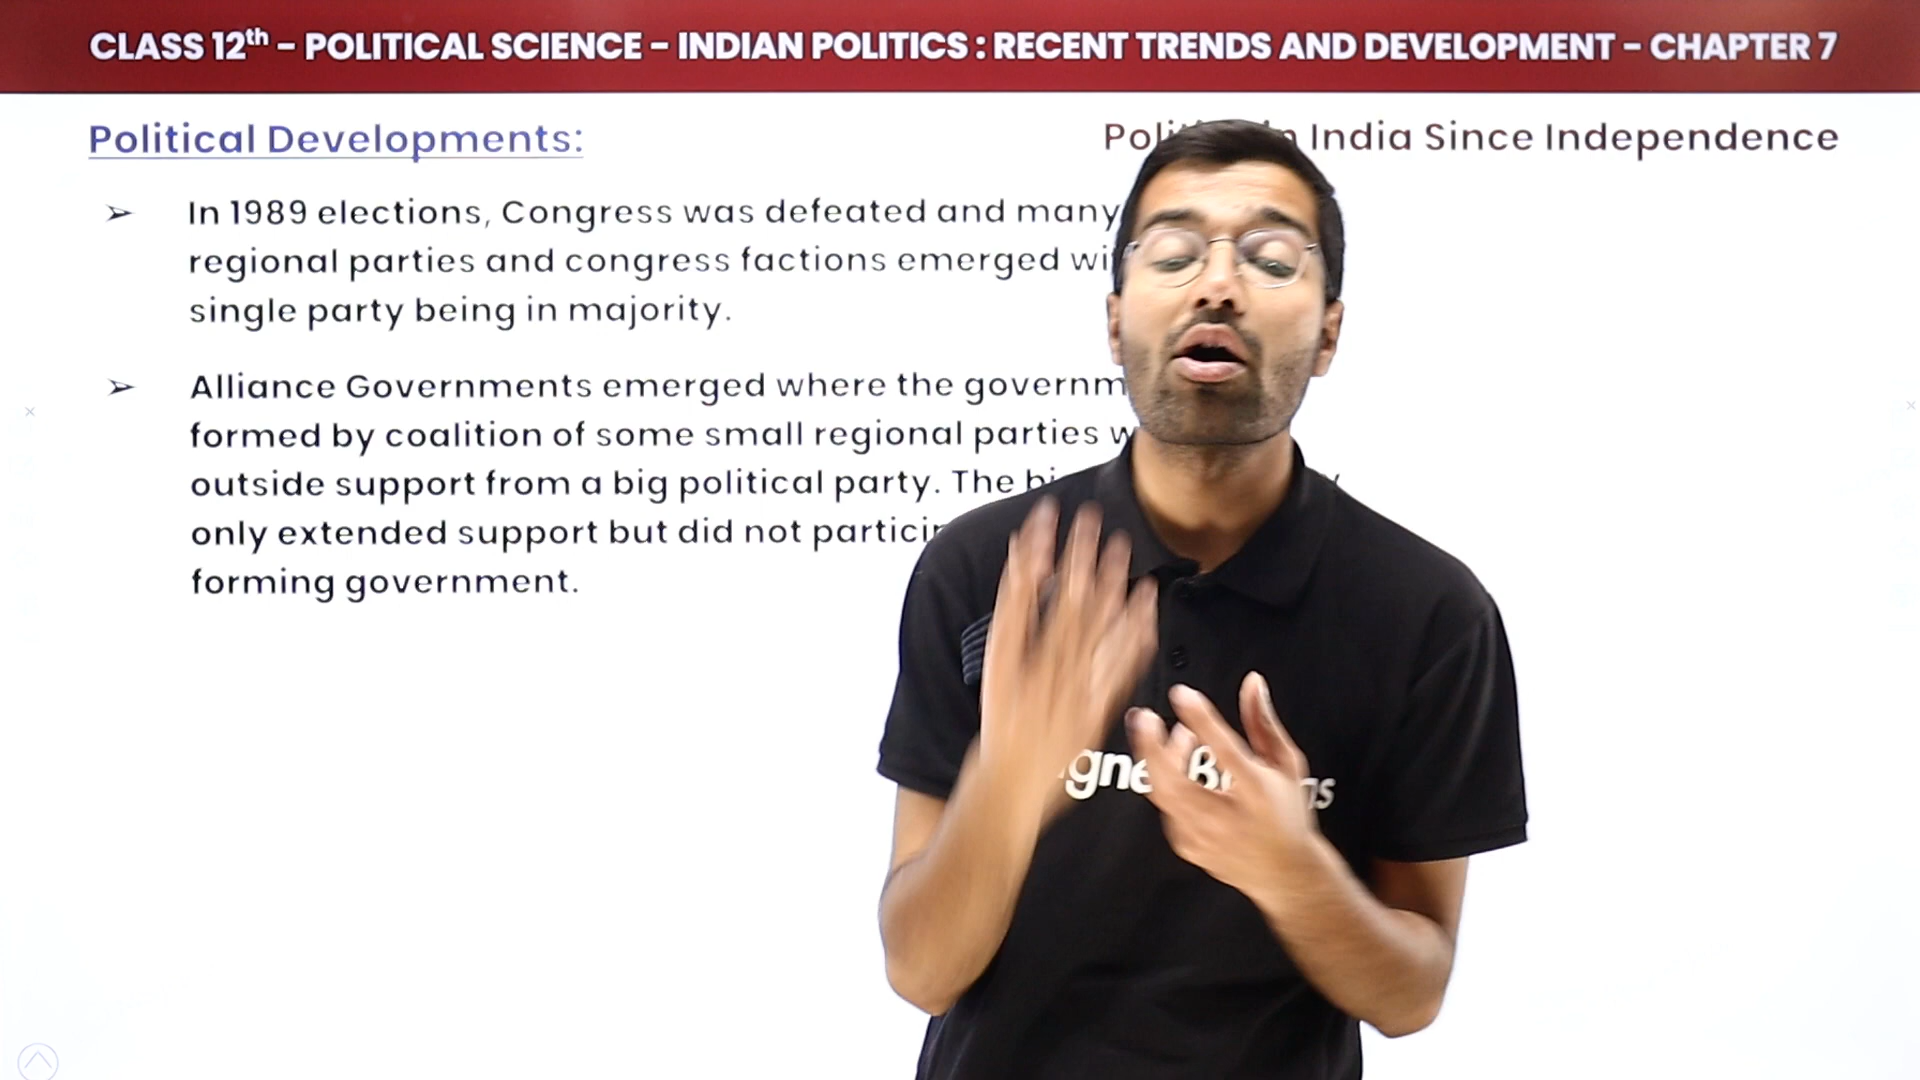 CLASS 12th – POLITICAL SCIENCE – INDIAN POLITICS : RECENT TRENDS AND DEVELOPMENT – CHAPTER 7
Political Developments:
India Since Independence
➢ In 1989 elections, Congress was defeated and many
regional parties and congress factions emerged
single party being in majority.
➢ Alliance Governments emerged where the
formed by coalition of some small regional parties
outside support from a big political party. The
only extended support but did not
forming government.